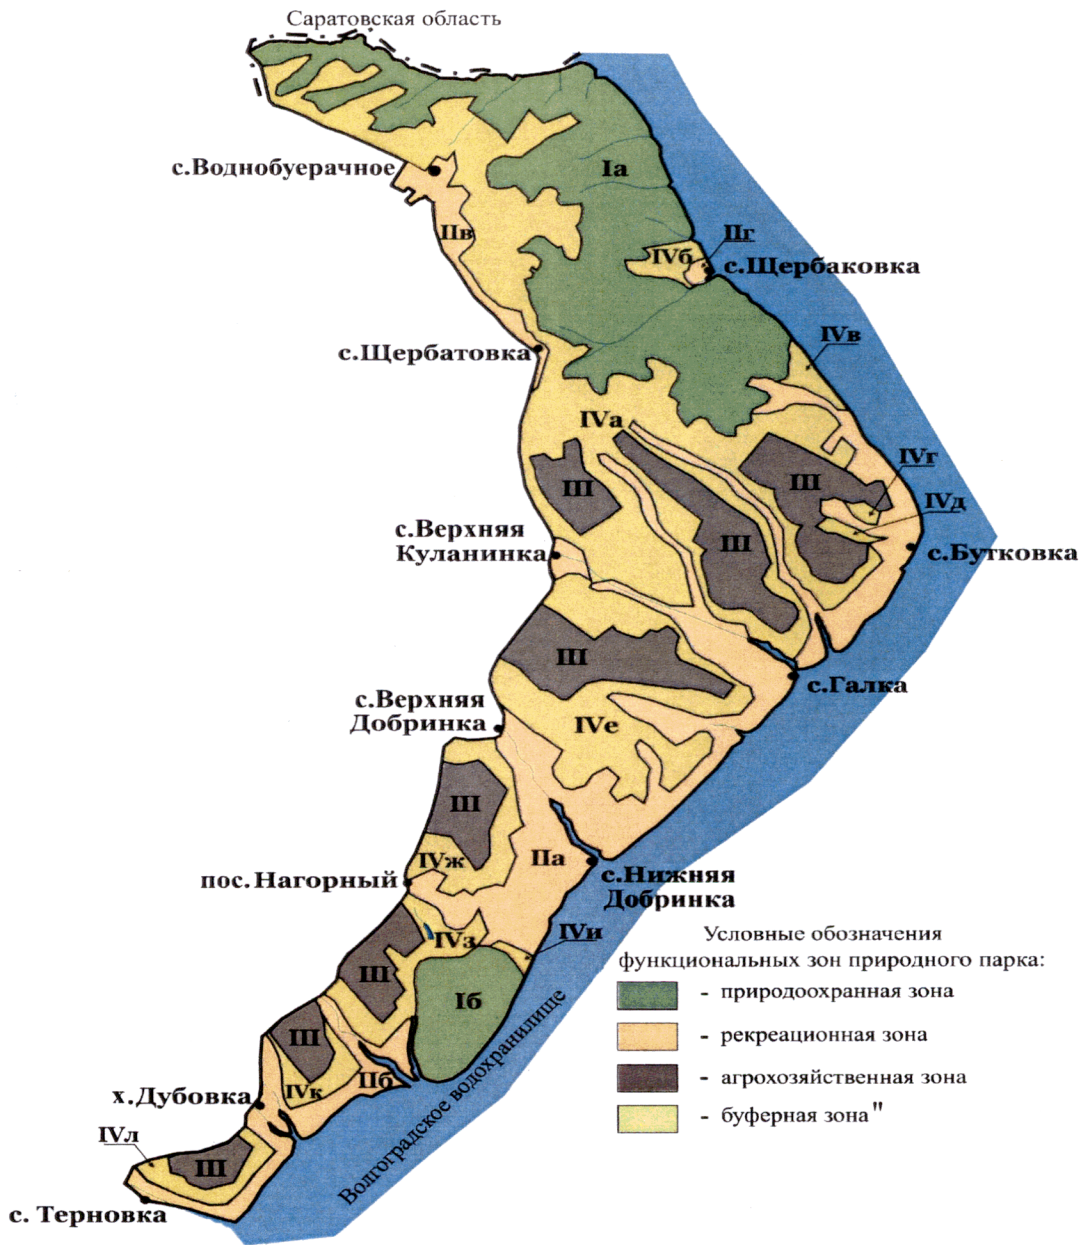 Саратовская область
с.Воднобуерачное
Iа
IIв
IIг
IVб
с.Щербаковка
IVв
с.Щербатовка
IVа
IVг
III
III
IVд
с.Верхняя
Куланинка
III
с.Бутковка
III
с.Галка
с.Верхняя
Добринка
IVе
III
IVж
IIа
пос.Нагорный
с.Нижняя
Добринка
IVз
IVи
III
Iб
Условные обозначения
функциональных зон природного парка:
- природоохранная зона
- рекреационная зона
- агрохозяйственная зона
- буферная зона"
III
IIб
IVк
х.Дубовка
IVл
III
с. Терновка
Волгоградское водохранилище